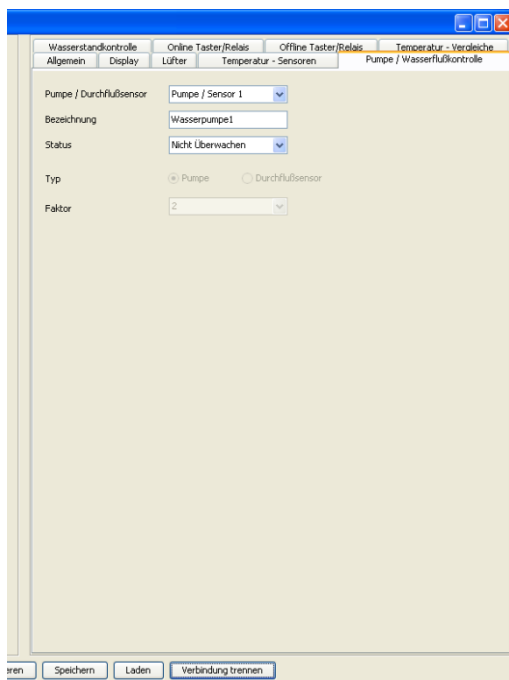 Wasserstandkontrolle Online Taster/Relais Offline Taster/Relais Temperatur - Vergleiche
Allgemein Display Lüfter Temperatur - Sensoren Pumpe / Wasserflußkontrolle
Pumpe / Durchflußsensor Pumpe / Sensor 1
Bezeichnung Wasserpumpe1
Status Nicht Überwachen
Typ Pumpe Durchflußsensor
Faktor 2
Speichern Laden Verbindung trennen